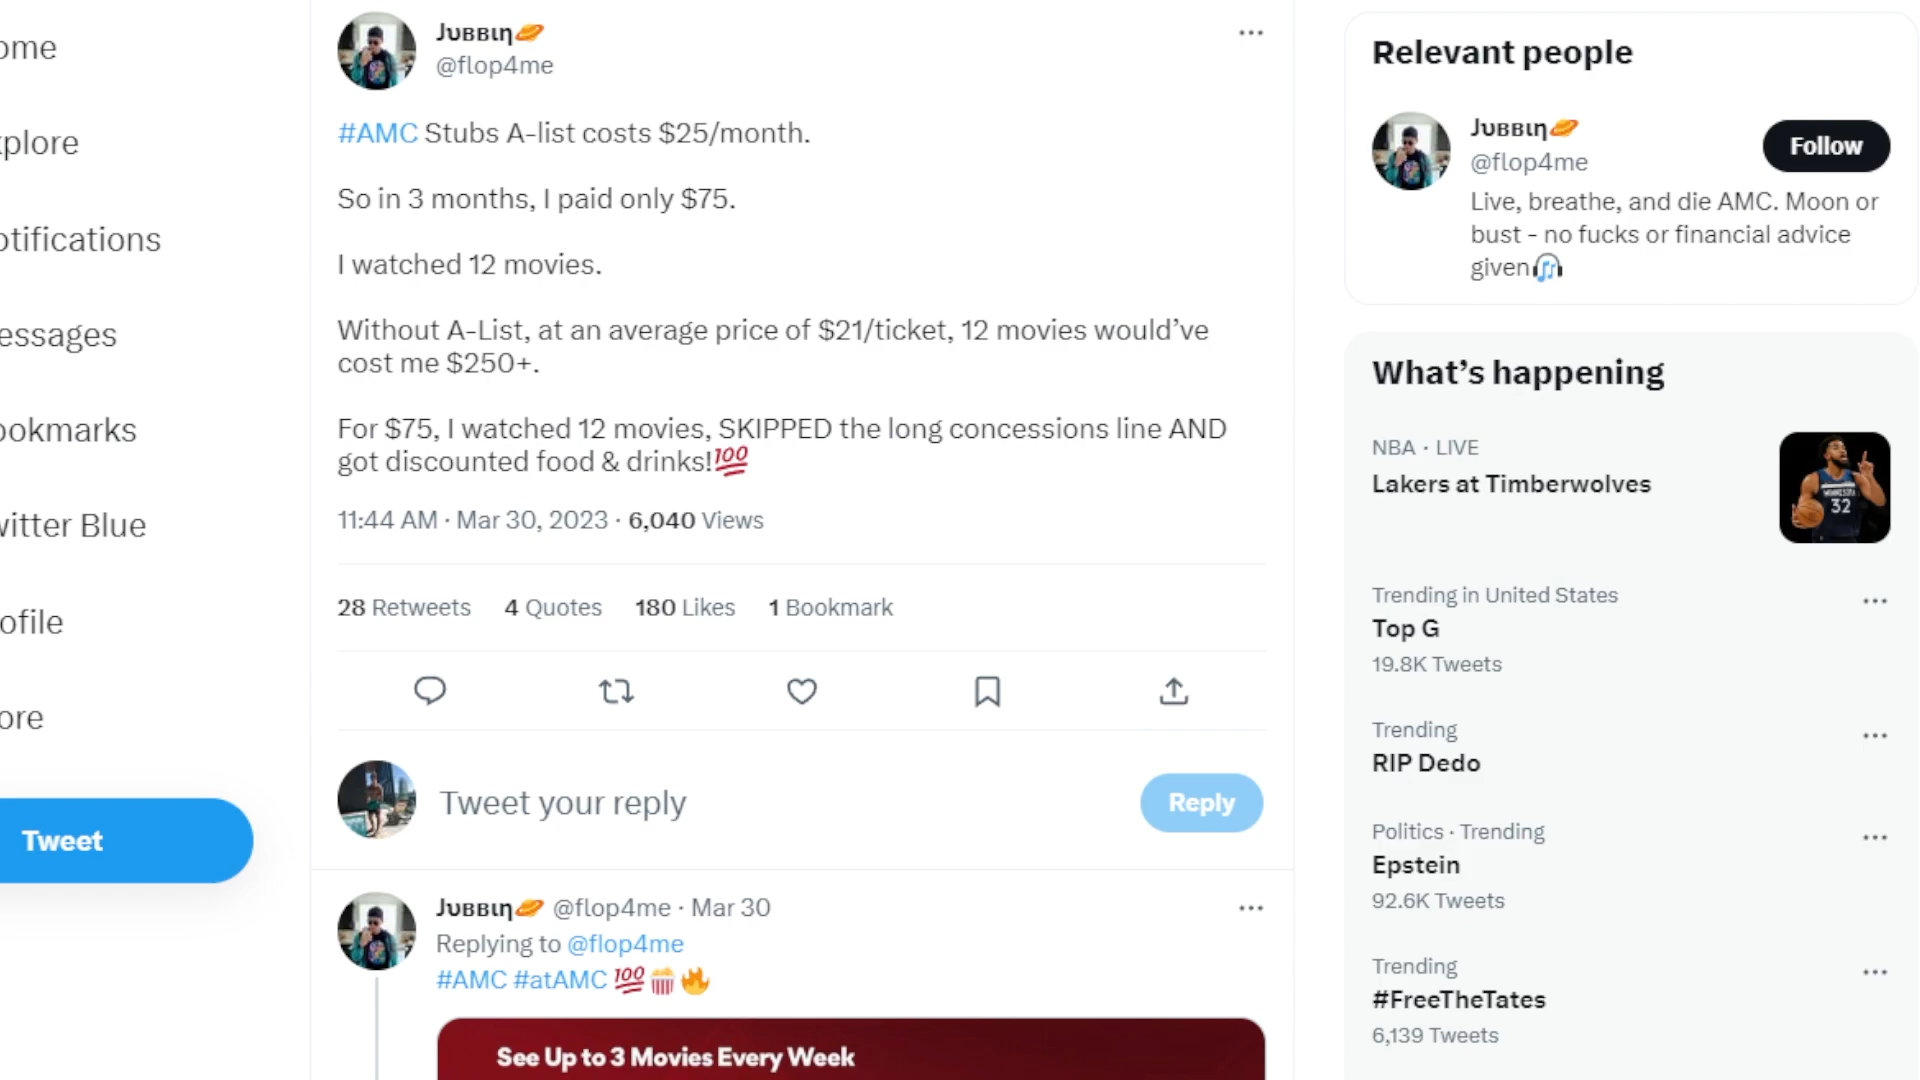 ome
xplore
otifications
essages
ookmarks
witter Blue
rofile
ore
Tweet
Jυввιη🪐
@flop4me
#AMC Stubs A-list costs $25/month.
So in 3 months, I paid only $75.
I watched 12 movies.
Without A-List, at an average price of $21/ticket, 12 movies would’ve
cost me $250+.
For $75, I watched 12 movies, SKIPPED the long concessions line AND
got discounted food & drinks!💯
11:44 AM · Mar 30, 2023 · 6,040 Views
28 Retweets 4 Quotes 180 Likes 1 Bookmark
Tweet your reply
Reply
Jυввιη🪐 @flop4me · Mar 30
Replying to @flop4me
#AMC #atAMC 💯🍿🔥
See Up to 3 Movies Every Week
Relevant people
Jυввιη🪐
@flop4me
Follow
Live, breathe, and die AMC. Moon or
bust - no fucks or financial advice
given🎧
What’s happening
NBA · LIVE
Lakers at Timberwolves
MINNESOTA
32
Trending in United States
Top G
19.8K Tweets
Trending
RIP Dedo
Politics · Trending
Epstein
92.6K Tweets
Trending
#FreeTheTates
6,139 Tweets